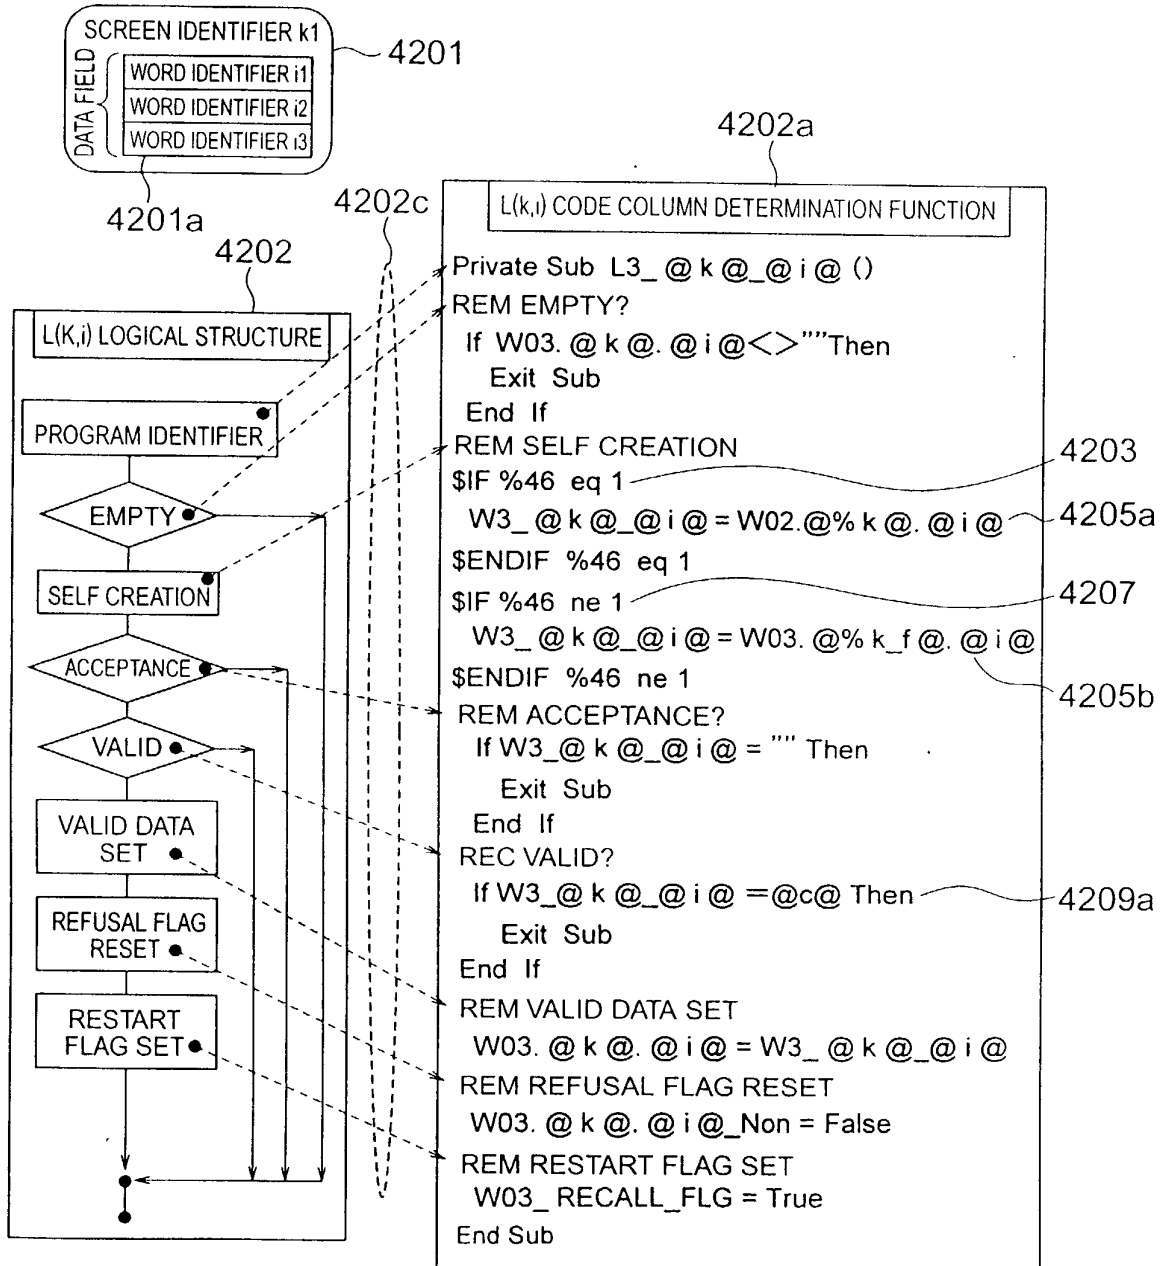 SCREEN IDENTIFIER k1
4201
DATA FIELD
WORD IDENTIFIER i1
WORD IDENTIFIER i2
WORD IDENTIFIER i3
4201a
4202
4202c
4202a
L(K,i) LOGICAL STRUCTURE
PROGRAM IDENTIFIER
EMPTY
SELF CREATION
ACCEPTANCE
VALID
VALID DATA
SET
REFUSAL FLAG
RESET
RESTART
FLAG SET
L(k,i) CODE COLUMN DETERMINATION FUNCTION
Private Sub L3_ @ k @_@ i @ ()
REM EMPTY?
If W03. @ k @. @ i @<>""Then
Exit Sub
End If
REM SELF CREATION
$IF %46 eq 1
4203
W3_ @ k @_@ i @ = W02.@% k @. @ i @
4205a
$ENDIF %46 eq 1
$IF %46 ne 1
4207
W3_ @ k @_@ i @ = W03. @% k_f @. @ i @
4205b
$ENDIF %46 ne 1
REM ACCEPTANCE?
If W3_@ k @_@ i @ = "" Then
Exit Sub
End If
REC VALID?
If W3_@ k @_@ i @ =@c@ Then
4209a
Exit Sub
End If
REM VALID DATA SET
W03. @ k @. @ i @ = W3_ @ k @_@ i @
REM REFUSAL FLAG RESET
W03. @ k @. @ i @_Non = False
REM RESTART FLAG SET
W03_ RECALL_FLG = True
End Sub